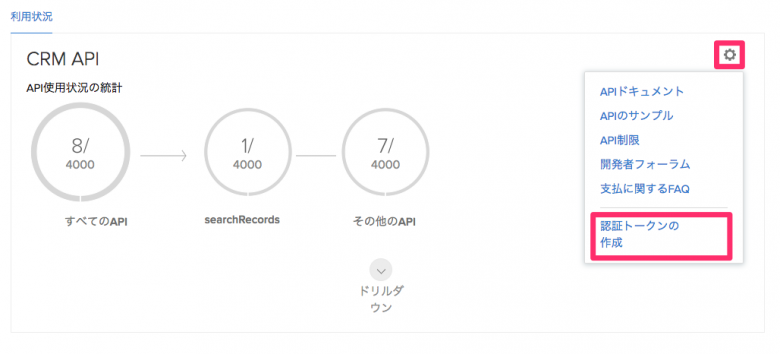 利用状況
CRM API
API使用状況の統計
8/
4000
1/
4000
7/
4000
すべてのAPI
searchRecords
その他のAPI
ドリルダ
ウン
APIドキュメント
APIのサンプル
API制限
開発者フォーラム
支払に関するFAQ
認証トークンの
作成